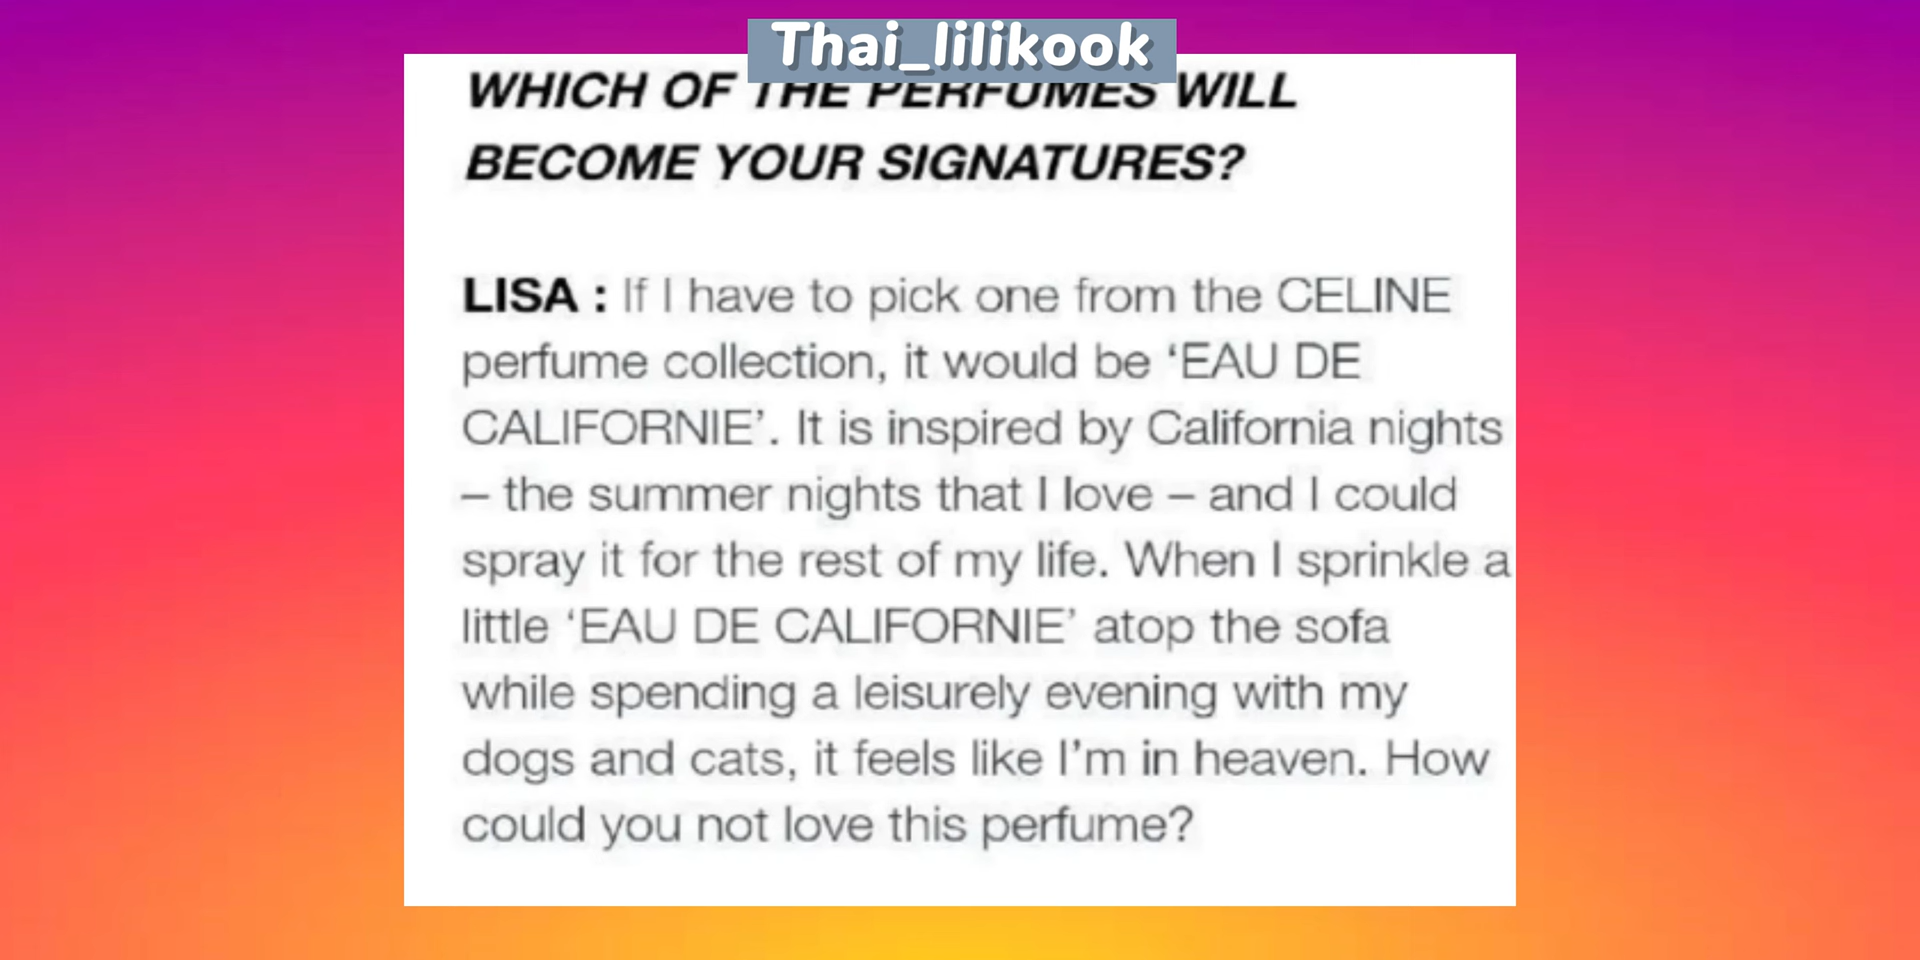 Thai_lilikook
WHICH OF THE PERFUMES WILL
BECOME YOUR SIGNATURES?
LISA : If I have to pick one from the CELINE
perfume collection, it would be ‘EAU DE
CALIFORNIE’. It is inspired by California nights
– the summer nights that I love – and I could
spray it for the rest of my life. When I sprinkle a
little ‘EAU DE CALIFORNIE’ atop the sofa
while spending a leisurely evening with my
dogs and cats, it feels like I’m in heaven. How
could you not love this perfume?